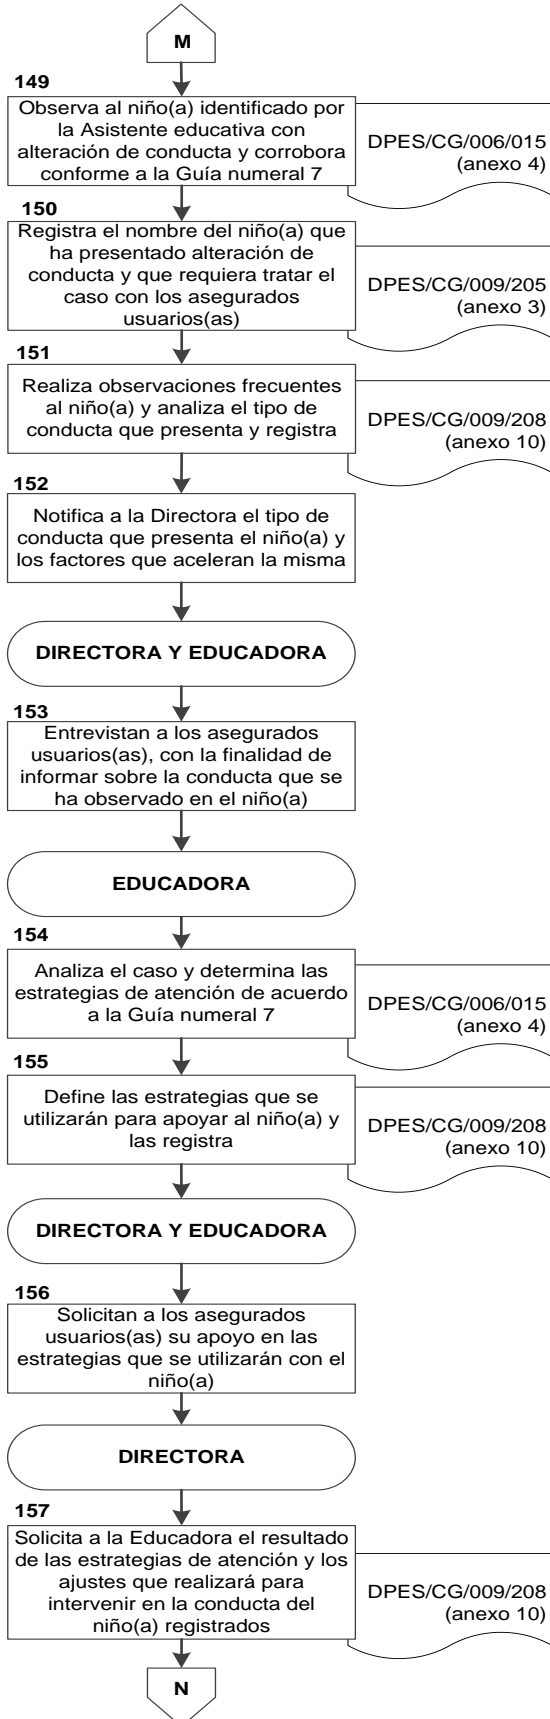 M
149
Observa al niño(a) identificado por
la Asistente educativa con
alteración de conducta y corrobora
conforme a la Guía numeral 7
DPES/CG/006/015
(anexo 4)
150
Registra el nombre del niño(a) que
ha presentado alteración de
conducta y que requiera tratar el
caso con los asegurados
usuarios(as)
DPES/CG/009/205
(anexo 3)
151
Realiza observaciones frecuentes
al niño(a) y analiza el tipo de
conducta que presenta y registra
DPES/CG/009/208
(anexo 10)
152
Notifica a la Directora el tipo de
conducta que presenta el niño(a) y
los factores que aceleran la misma
DIRECTORA Y EDUCADORA
153
Entrevistan a los asegurados
usuarios(as), con la finalidad de
informar sobre la conducta que se
ha observado en el niño(a)
EDUCADORA
154
Analiza el caso y determina las
estrategias de atención de acuerdo
a la Guía numeral 7
DPES/CG/006/015
(anexo 4)
155
Define las estrategias que se
utilizarán para apoyar al niño(a) y
las registra
DPES/CG/009/208
(anexo 10)
DIRECTORA Y EDUCADORA
156
Solicitan a los asegurados
usuarios(as) su apoyo en las
estrategias que se utilizarán con el
niño(a)
DIRECTORA
157
Solicita a la Educadora el resultado
de las estrategias de atención y los
ajustes que realizará para
intervenir en la conducta del
niño(a) registrados
DPES/CG/009/208
(anexo 10)
N